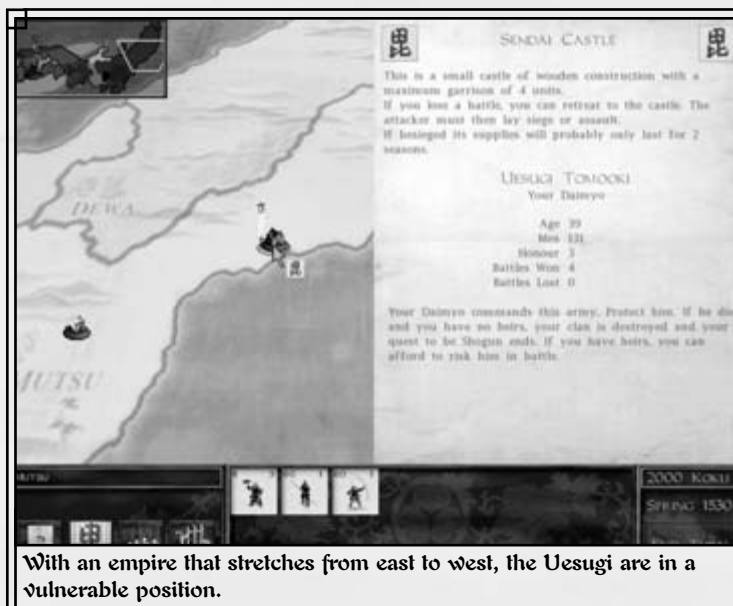 SENDAI CASTLE
This is a small castle of wooden construction with a
maximum garrison of 4 units.
If you lose a battle, you can retreat to the castle. The
attacker must then lay siege or assault.
If besieged its supplies will probably only last for 2
seasons.
UESUGI TOMOOKI
Your Daimyo
Age 39
Men 131
Honour 3
Battles Won 4
Battles Lost 0
Your Daimyo commands this army. Protect him. If he
and you have no heirs, your clan is destroyed and your
quest to be Shogun ends. If you have heirs, you can
afford to risk him in battle.
DEWA
MUTSU
MUTSU
2000 KOKU
SPRING 1530
With an empire that stretches from east to west, the Uesugi are in a
vulnerable position.